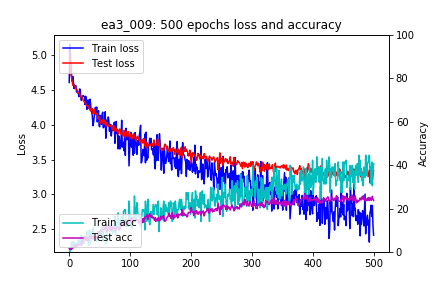 ea3_009: 500 epochs loss and accuracy
Train loss
Test loss
Train acc
Test acc
Loss
5.0
4.5
4.0
3.5
3.0
2.5
Accuracy
100
80
60
40
20
0
0 100 200 300 400 500